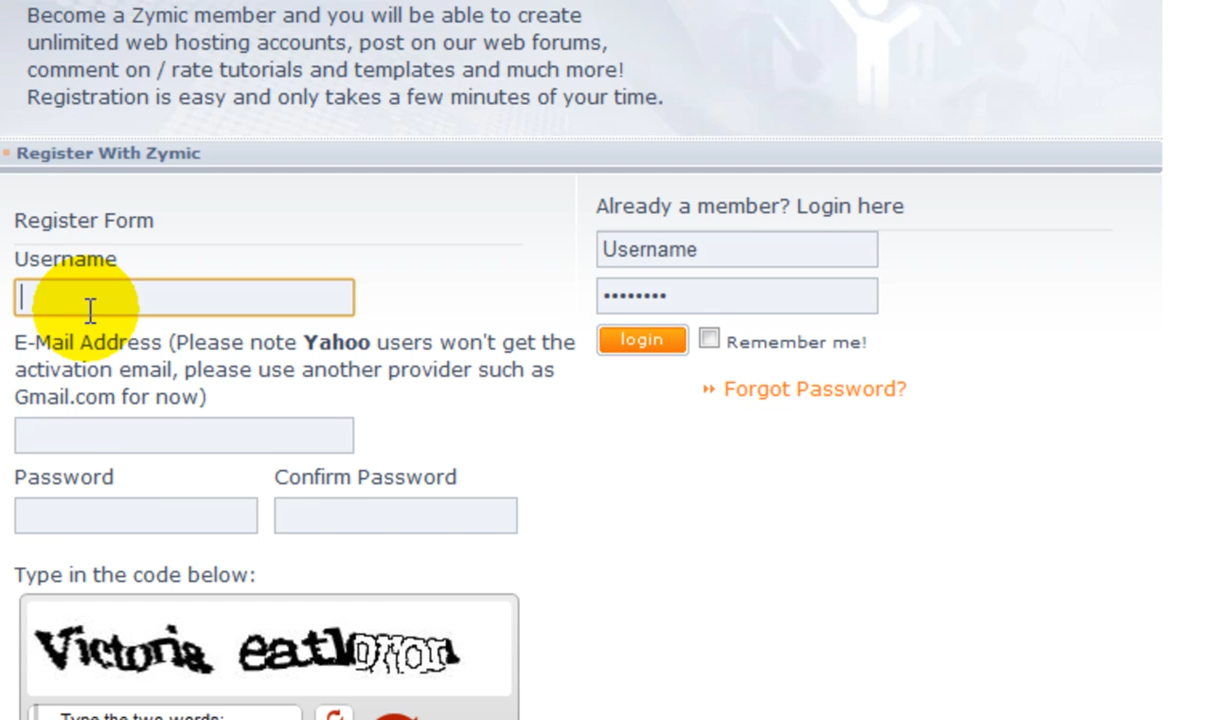 Become a Zymic member and you will be able to create
unlimited web hosting accounts, post on our web forums,
comment on / rate tutorials and templates and much more!
Registration is easy and only takes a few minutes of your time.
Register With Zymic
Register Form
Username
E-Mail Address (Please note Yahoo users won't get the
activation email, please use another provider such as
Gmail.com for now)
Password Confirm Password
Type in the code below:
Victoria
Type the two words:
Already a member? Login here
Username
••••••••
login Remember me!
Forgot Password?